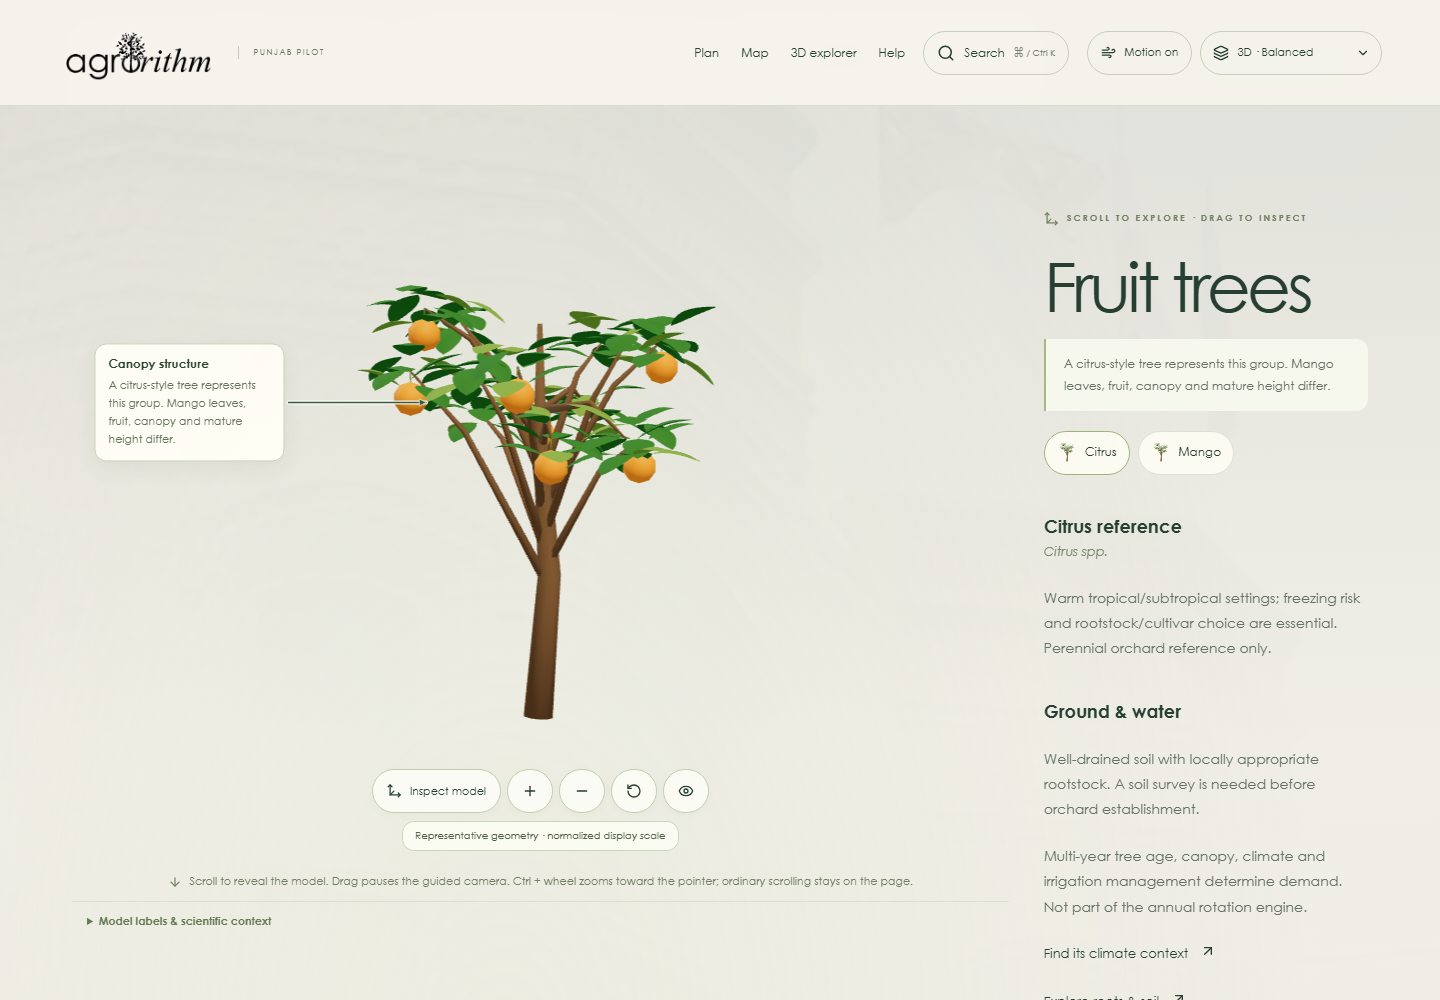 agrorithm
PUNJAB PILOT
Plan
Map
3D explorer
Help
Search ⌘ / Ctrl K
Motion on
3D · Balanced
SCROLL TO EXPLORE · DRAG TO INSPECT
Fruit trees
A citrus-style tree represents this group. Mango
leaves, fruit, canopy and mature height differ.
Citrus
Mango
Canopy structure
A citrus-style tree represents
this group. Mango leaves,
fruit, canopy and mature
height differ.
Citrus reference
Citrus spp.
Warm tropical/subtropical settings; freezing risk
and rootstock/cultivar choice are essential.
Perennial orchard reference only.
Ground & water
Well-drained soil with locally appropriate
rootstock. A soil survey is needed before
orchard establishment.
Multi-year tree age, canopy, climate and
irrigation management determine demand.
Not part of the annual rotation engine.
Find its climate context
Explore roots & soil
Inspect model
Representative geometry · normalized display scale
Scroll to reveal the model. Drag pauses the guided camera. Ctrl + wheel zooms toward the pointer; ordinary scrolling stays on the page.
Model labels & scientific context